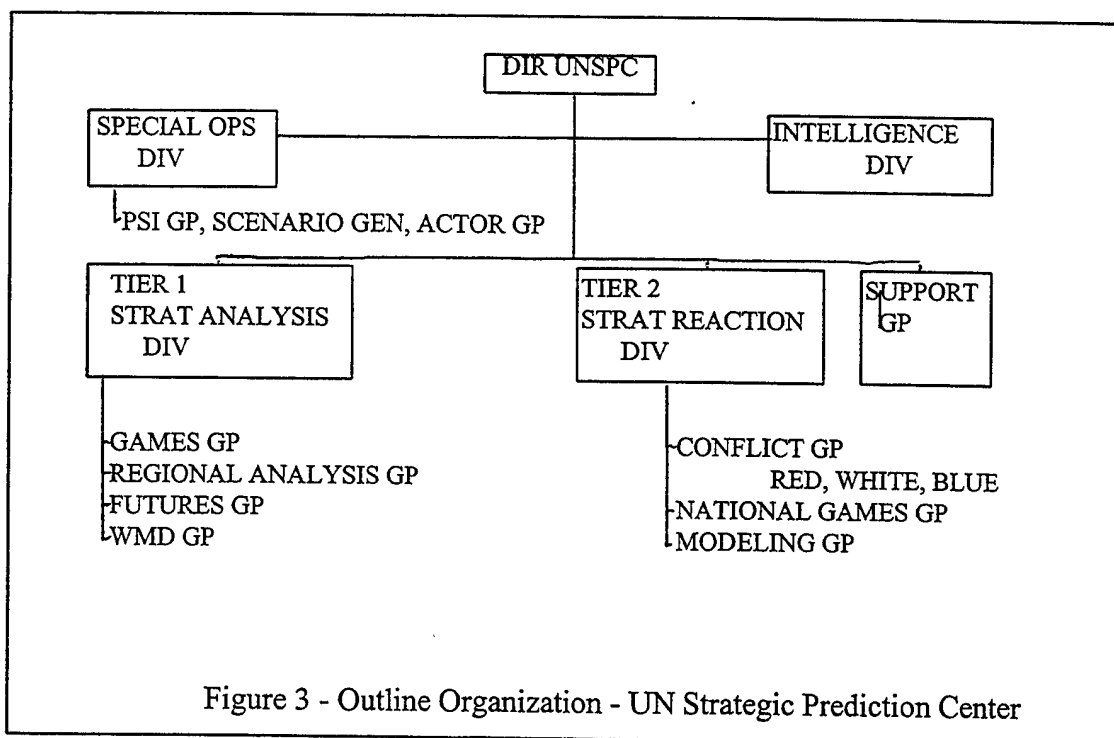 DIR UNSPC
SPECIAL OPS
DIV
INTELLIGENCE
DIV
PSI GP, SCENARIO GEN, ACTOR GP
TIER 1
STRAT ANALYSIS
DIV
TIER 2
STRAT REACTION
DIV
SUPPORT
GP
GAMES GP
REGIONAL ANALYSIS GP
FUTURES GP
WMD GP
CONFLICT GP
RED, WHITE, BLUE
NATIONAL GAMES GP
MODELING GP
Figure 3 - Outline Organization - UN Strategic Prediction Center